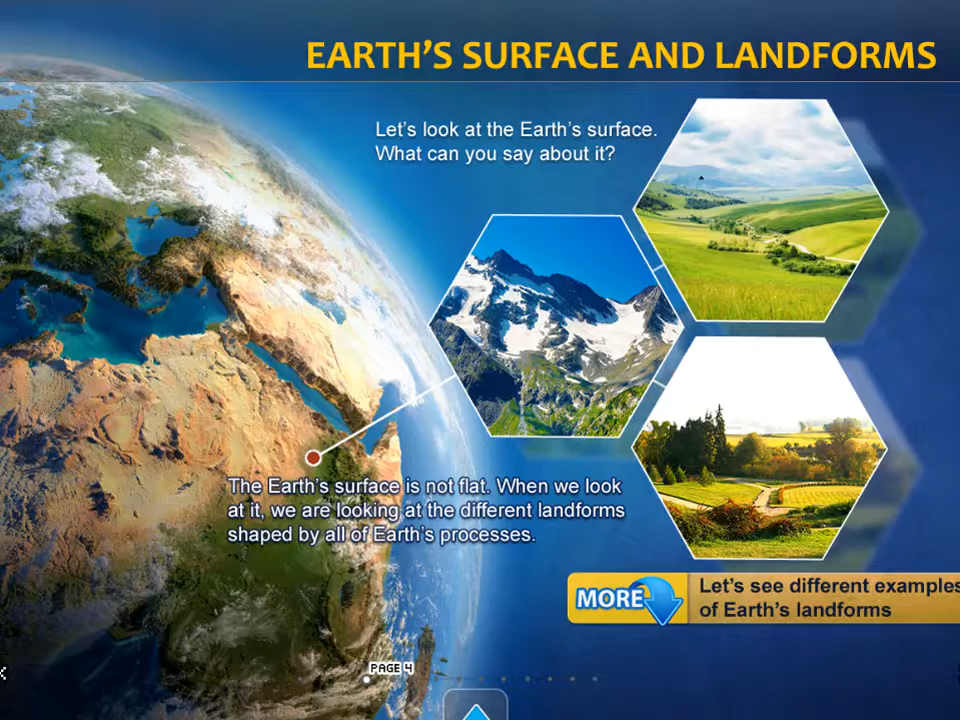 EARTH'S SURFACE AND LANDFORMS
Let's look at the Earth's surface.
What can you say about it?
The Earth's surface is not flat. When we look
at it, we are looking at the different landforms
shaped by all of Earth's processes.
MORE
Let's see different examples
of Earth's landforms
PAGE 4